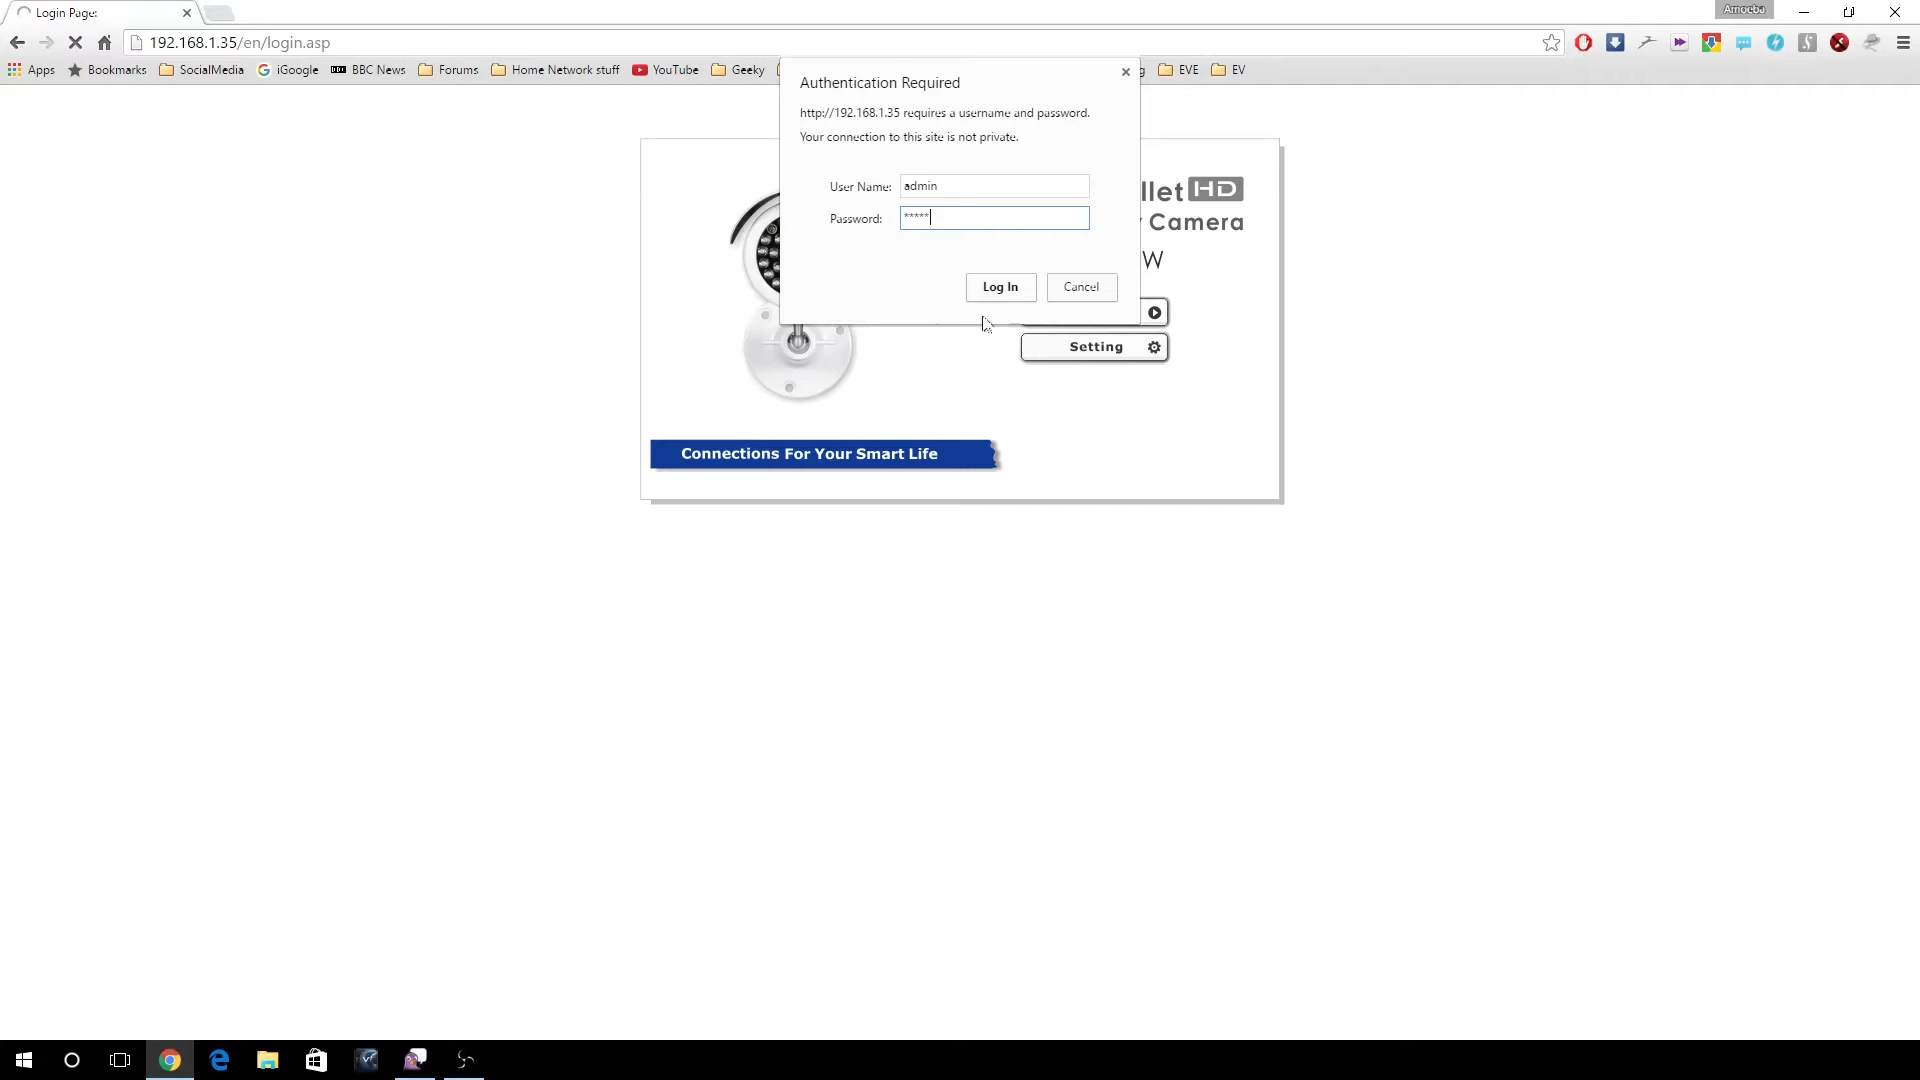 Login Page:
Amoeba
192.168.1.35/en/login.asp
Apps Bookmarks SocialMedia iGoogle BBC News Forums Home Network stuff YouTube Geeky EVE EV
Authentication Required
http://192.168.1.35 requires a username and password.
Your connection to this site is not private.
User Name: admin
Password: *****
Log In Cancel
llet HD
Camera
W
Setting
Connections For Your Smart Life